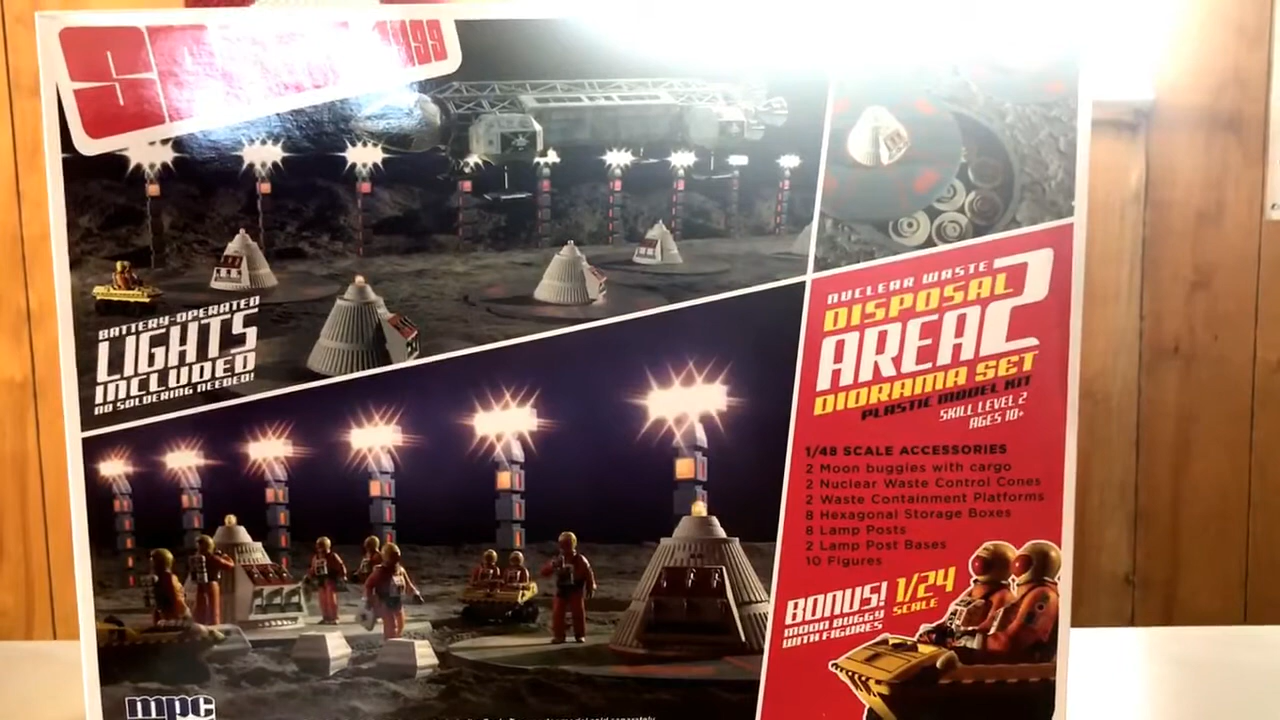 BATTERY-OPERATED
LIGHTS
INCLUDED
NO SOLDERING NEEDED!
NUCLEAR WASTE
DISPOSAL
AREA 2
DIORAMA SET
PLASTIC MODEL KIT
SKILL LEVEL 2
AGES 10+
1/48 SCALE ACCESSORIES
2 Moon buggies with cargo
2 Nuclear Waste Control Cones
2 Waste Containment Platforms
8 Hexagonal Storage Boxes
8 Lamp Posts
2 Lamp Post Bases
10 Figures
BONUS! 1/24
SCALE
MOON BUGGY
WITH FIGURES
mpc
model sold separately